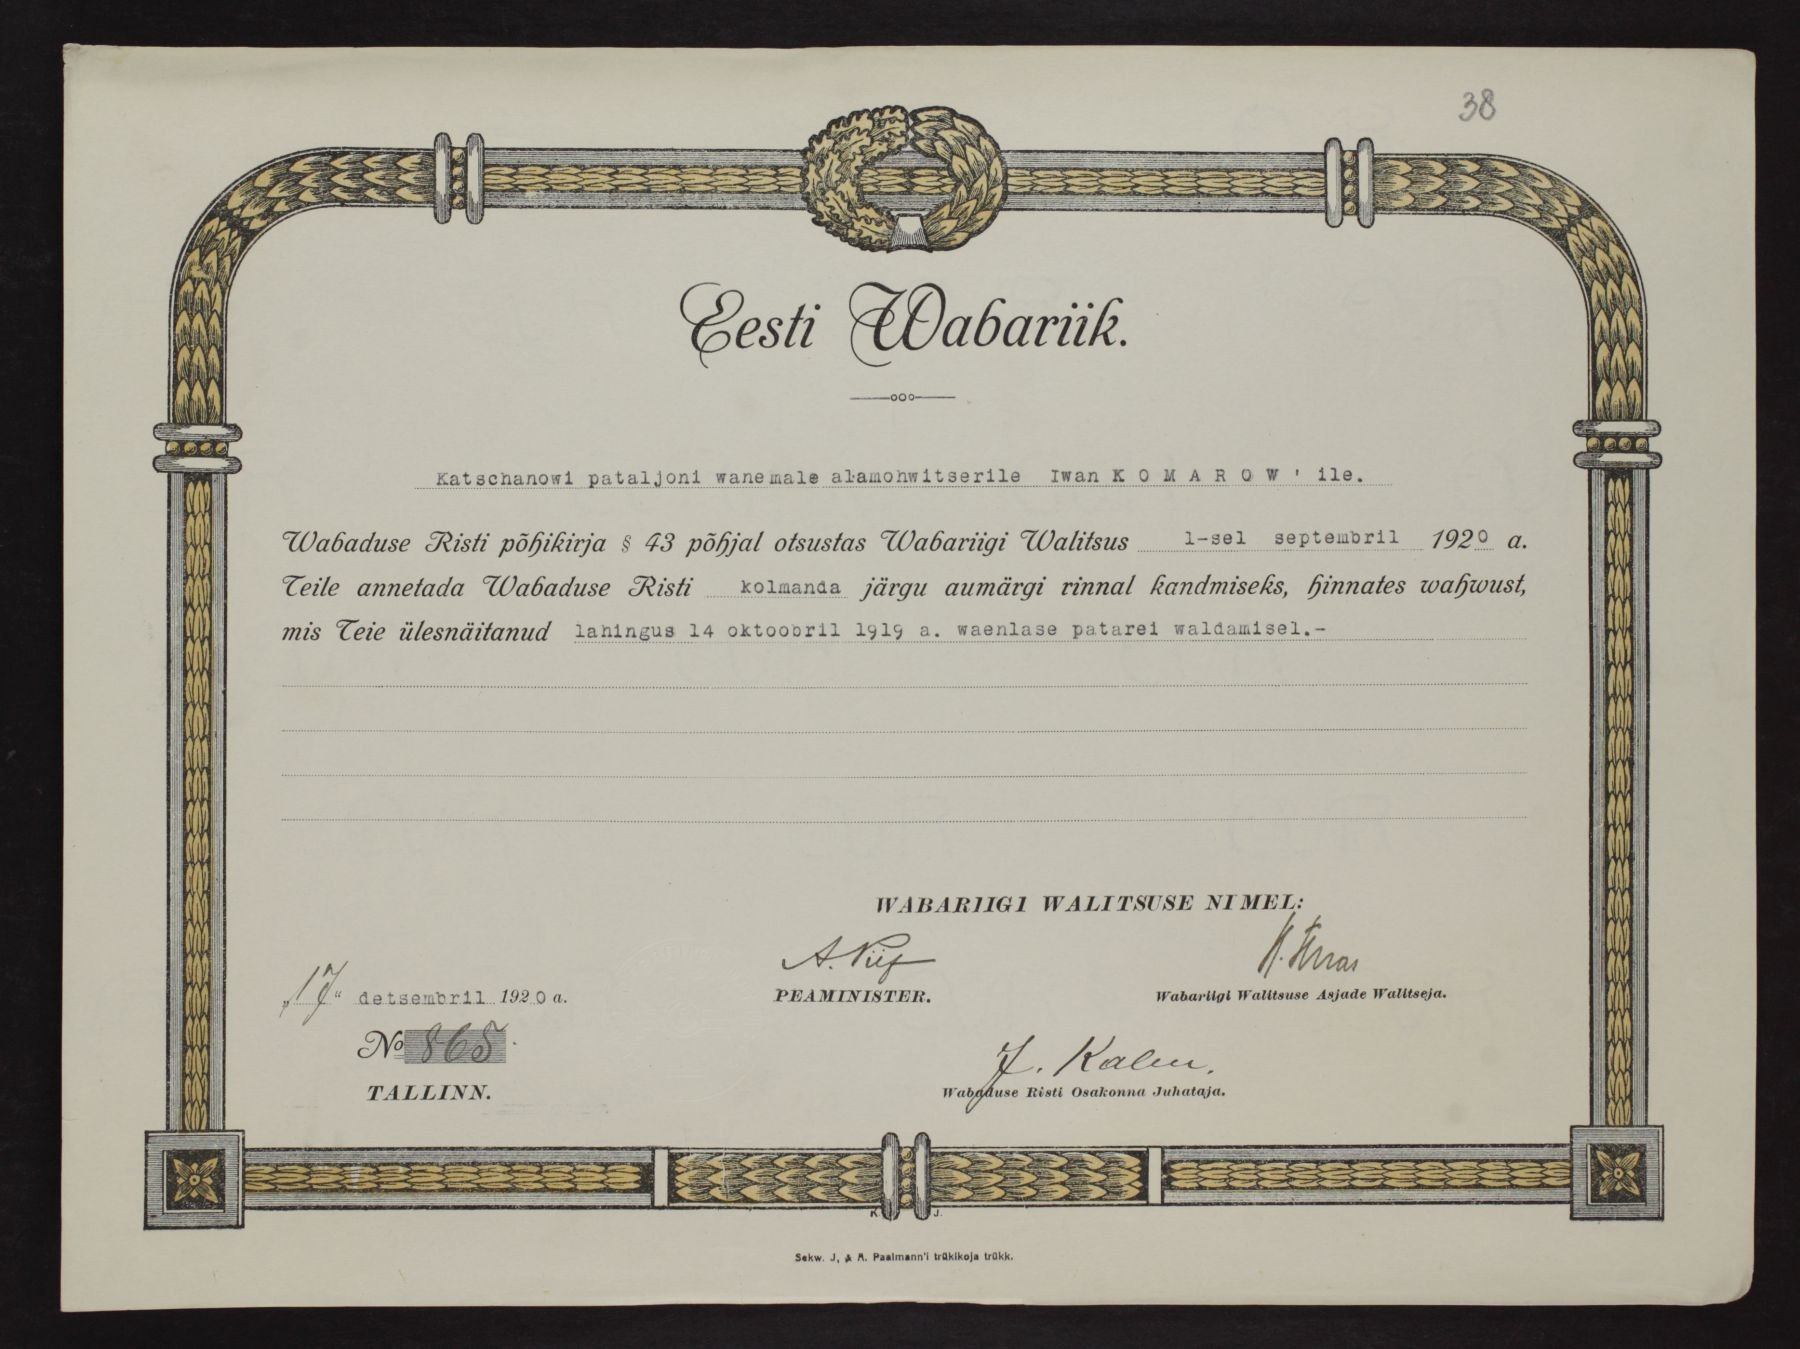 38
Eesti Wabariik.
Katschanowi pataljoni wanemale alamohwitserile Iwan K O M A R O W ' ile.
Wabaduse Risti põhikirja § 43 põhjal otsustas Wabariigi Walitsus 1-sel septembril 1920 a.
Teile annetada Wabaduse Risti kolmanda järgu aumärgi rinnal kandmiseks, hinnates wahwust,
mis Teie ülesnäitanud lahingus 14 oktoobril 1919 a. waenlase patarei waldamisel.-
WABARIIGI WALITSUSE NIMEL:
A. Piip
PEAMINISTER.
Wabariigi Walitsuse Asjade Walitseja.
„17“ detsembril 1920 a.
No 865.
TALLINN.
Wabaduse Risti Osakonna Juhataja.
K. J.
Sekw. J, & A. Paalmann'i trükikoja trükk.